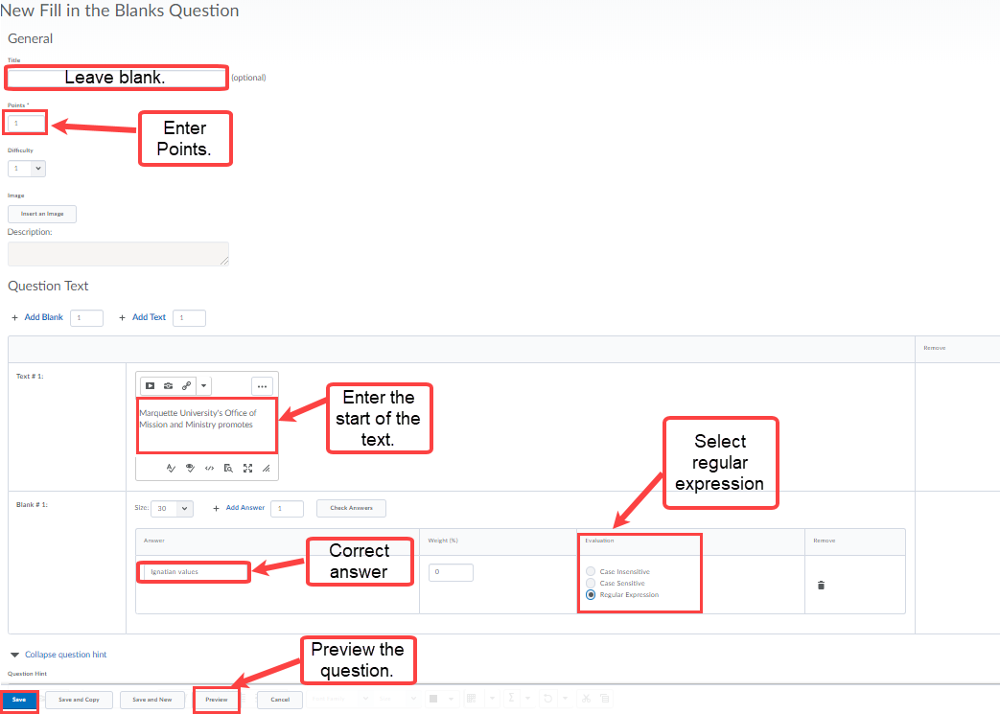 New Fill in the Blanks Question
General
Title
Leave blank.
(optional)
Points *
1
Enter
Points.
Difficulty
1
Image
Insert an Image
Description:
Question Text
+ Add Blank 1 + Add Text 1
Remove
Text # 1:
...
Marquette University's Office of
Mission and Ministry promotes
Enter the
start of the
text.
</>
Select
regular
expression
Blank # 1:
Size: 30 + Add Answer 1 Check Answers
Answer Weight (%) Evaluation Remove
Correct
answer
Ignatian values
0
Case Insensitive
Case Sensitive
Regular Expression
Preview the
question.
Collapse question hint
Question Hint
Save Save and Copy Save and New Preview Cancel